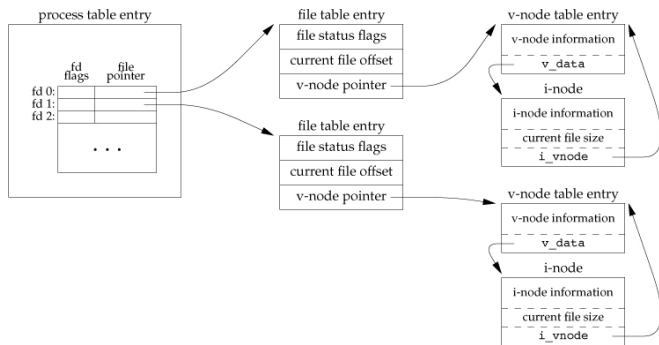 process table entry
fd
flags
file
pointer
fd 0:
fd 1:
fd 2:
. . .
file table entry
file status flags
current file offset
v-node pointer
file table entry
file status flags
current file offset
v-node pointer
v-node table entry
v-node information
v_data
i-node
i-node information
current file size
i_vnode
v-node table entry
v-node information
v_data
i-node
i-node information
current file size
i_vnode